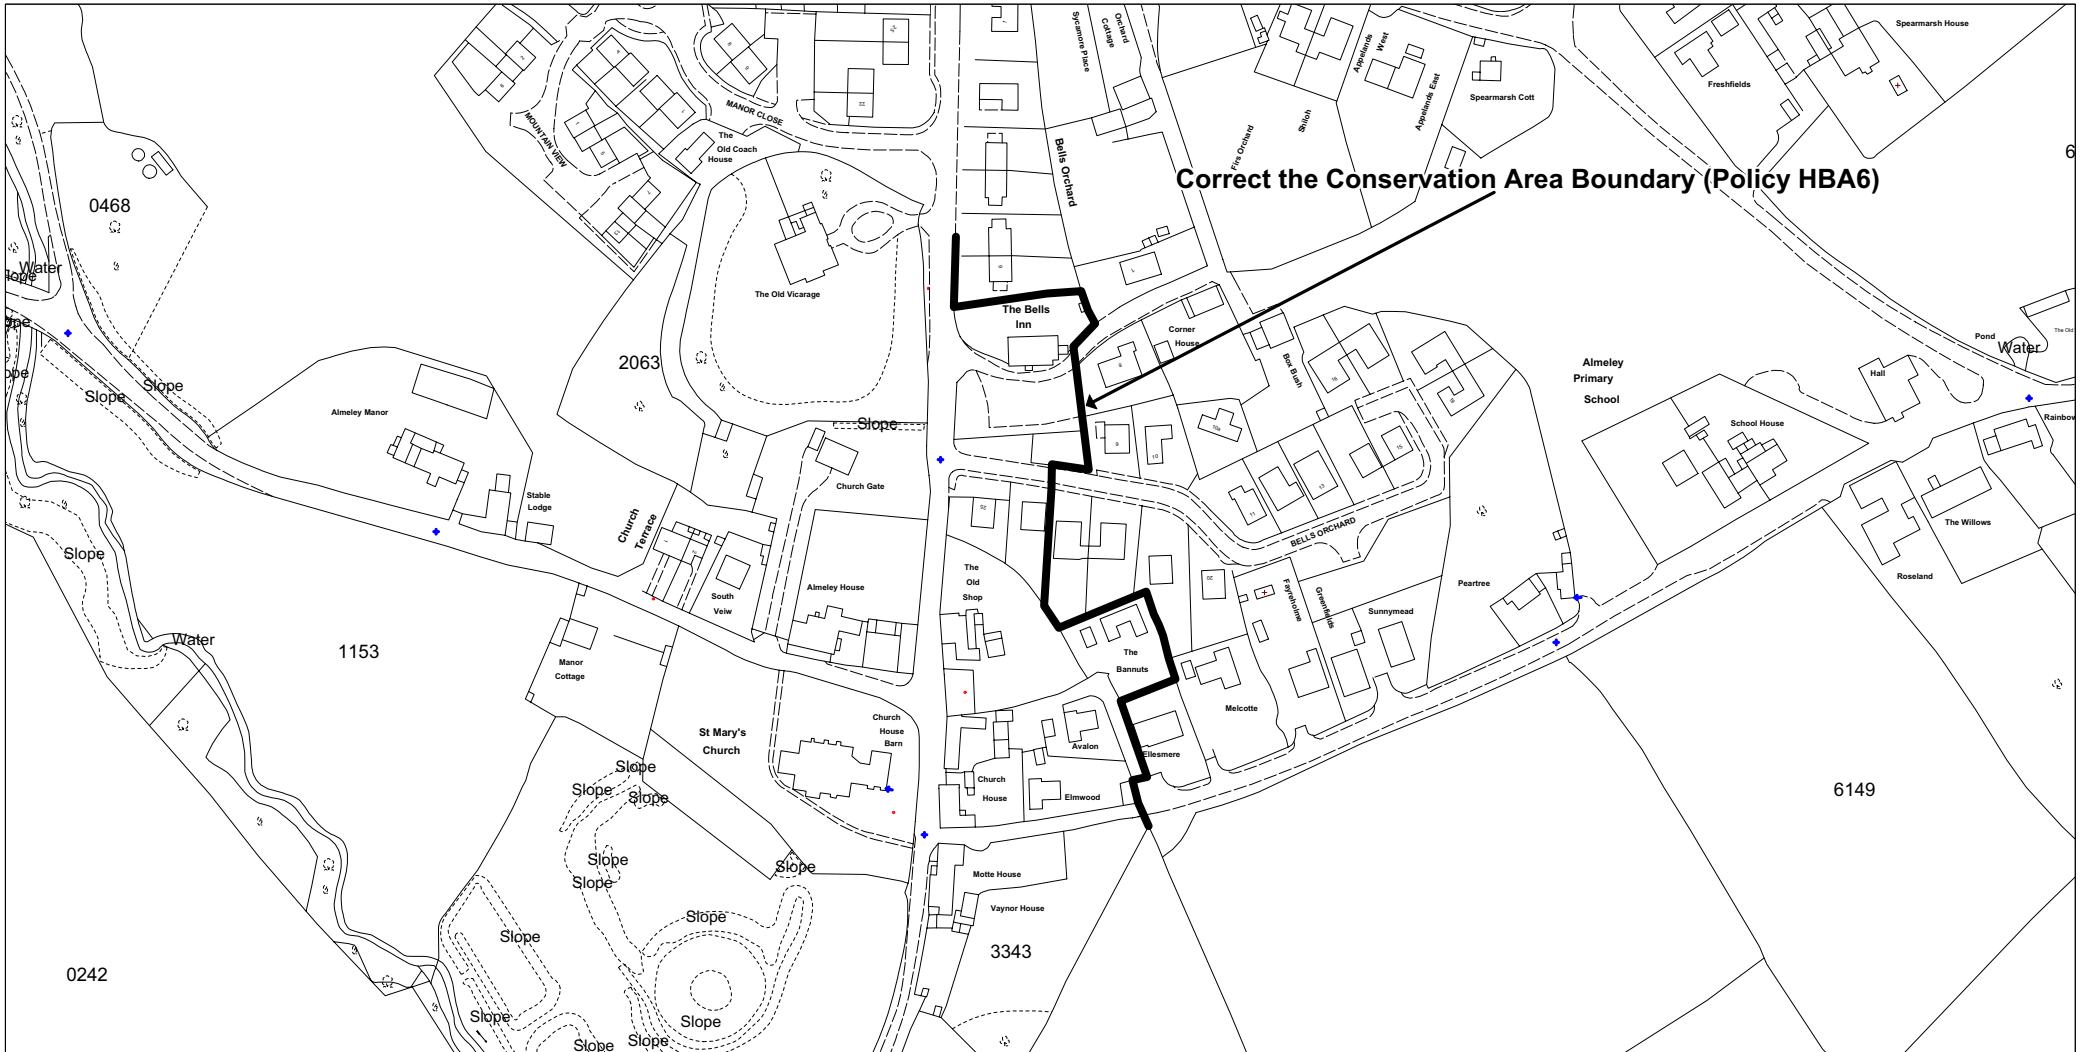 Spearmarsh House
Sycamore Place
Orchard
Cottage
Appelands
West
Freshfields
Appelands East
Spearmarsh Cott
MANOR CLOSE
MOUNTAIN VIEW
The
Old Coach
House
Firs Orchard
Shiloh
Bells Orchard
Correct the Conservation Area Boundary (Policy HBA6)
6
0468
Water
Slope
The Old Vicarage
The Bells
Inn
Corner
House
Box Bush
2063
Slope
Slope
Almeley Manor
Slope
Almeley
Primary
School
Pond
Water
The Old
Hall
School House
Rainbow
Church Gate
Stable
Lodge
Church
Terrace
South
Veiw
Almeley House
The
Old
Shop
BELLS ORCHARD
The Willows
Roseland
Slope
Water
1153
Manor
Cottage
The
Bannuts
Fayreholme
Greenfields
Sunnymead
Peartree
Melcotte
St Mary's
Church
Church
House
Barn
Avalon
Ellesmere
Church
House
Elmwood
Slope
Slope
Slope
6149
Slope
Slope
Slope
Motte House
Vaynor House
3343
0242
Slope
Slope
Slope
Slope
Slope
Slope